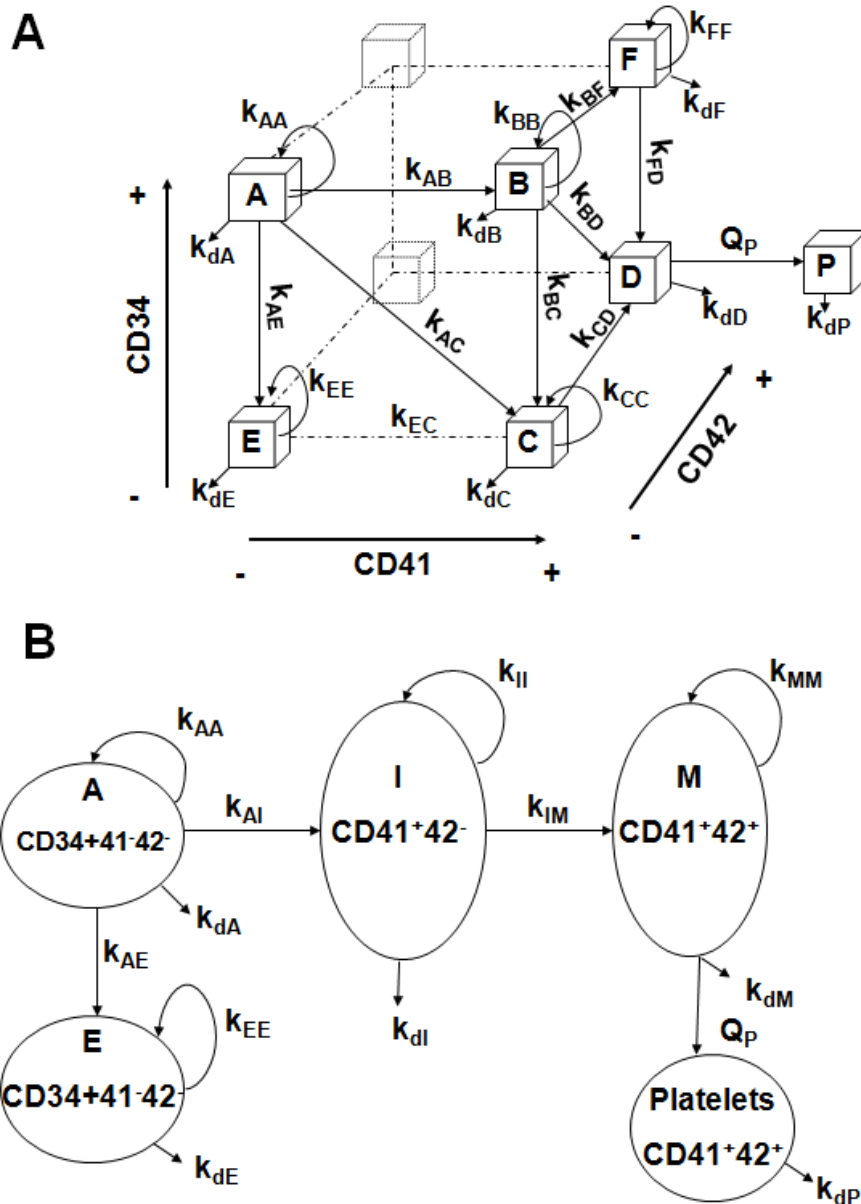 A
F
k_FF
k_AA
k_BB
k_BF
k_dF
+
A
k_AB
B
k_FD
k_dA
k_dB
k_BD
Q_P
CD34
k_AE
k_AC
k_BC
D
P
k_CD
k_dD
k_dP
k_EE
k_CC
+
E
k_EC
C
CD42
-
k_dE
k_dC
-
CD41
-
+
B
k_II
k_MM
k_AA
A
CD34+41⁻42⁻
k_AI
I
CD41⁺42⁻
k_IM
M
CD41⁺42⁺
k_dA
k_AE
k_dM
k_EE
k_dI
Q_P
E
CD34+41⁻42⁻
Platelets
CD41⁺42⁺
k_dE
k_dP